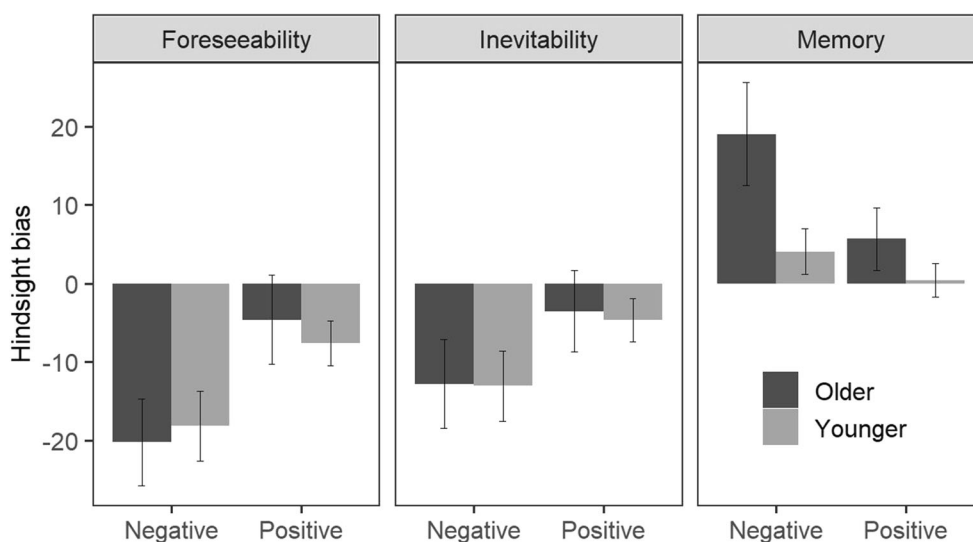 Foreseeability
Inevitability
Memory
Hindsight bias
20
10
0
-10
-20
Older
Younger
Negative
Positive
Negative
Positive
Negative
Positive